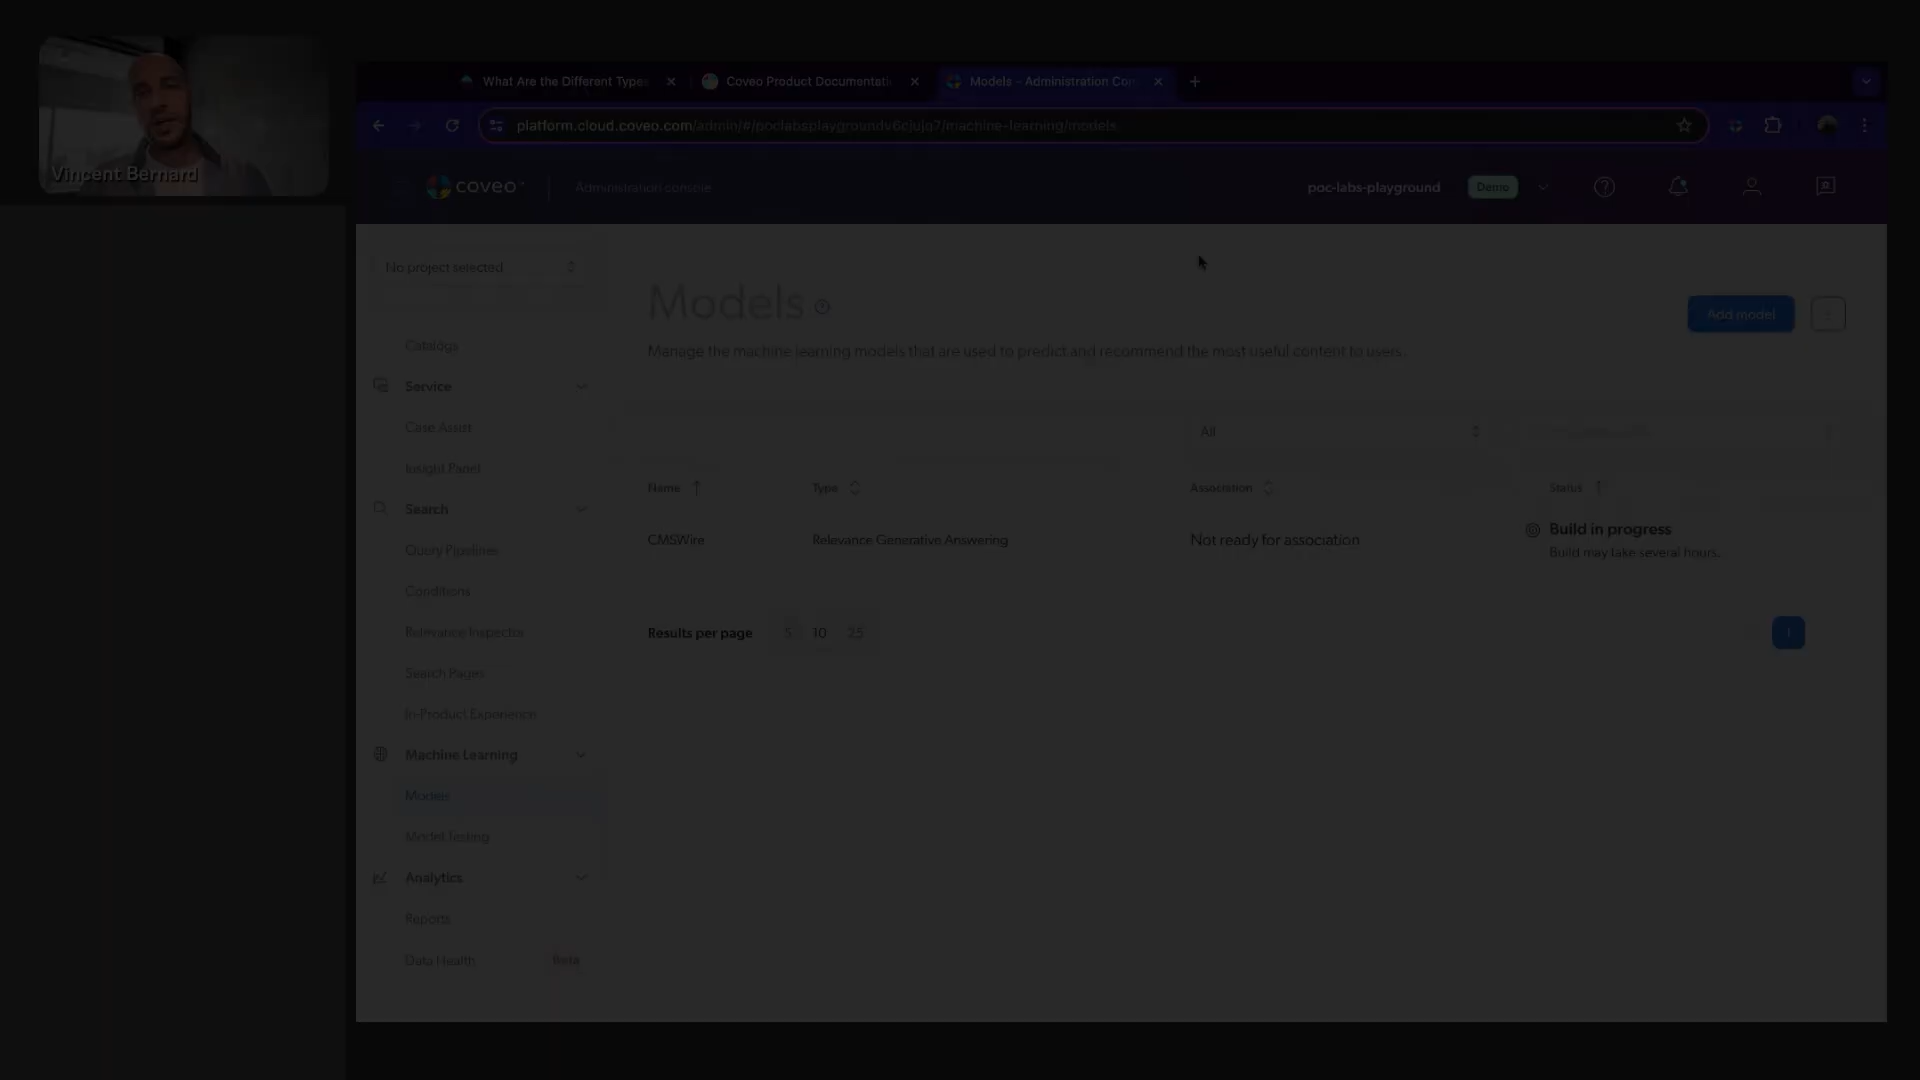 Vincent Bernard
What Are the Different Types
Coveo Product Documentati
Models - Administration Con
platform.cloud.coveo.com/admin/#/poclabsplaygroundv6cjujq7/machine-learning/models
coveo
Administration console
poc-labs-playground
Demo
No project selected
Models
Add model
Manage the machine learning models that are used to predict and recommend the most useful content to users.
Catalogs
Service
Case Assist
Insight Panel
Search
Query Pipelines
Conditions
Relevance Inspector
Search Pages
In-Product Experience
Machine Learning
Models
Model Testing
Analytics
Reports
Data Health Beta
All
Name Type Association Status
CMSWire Relevance Generative Answering Not ready for association Build in progress
Build may take several hours.
Results per page 5 10 25
1